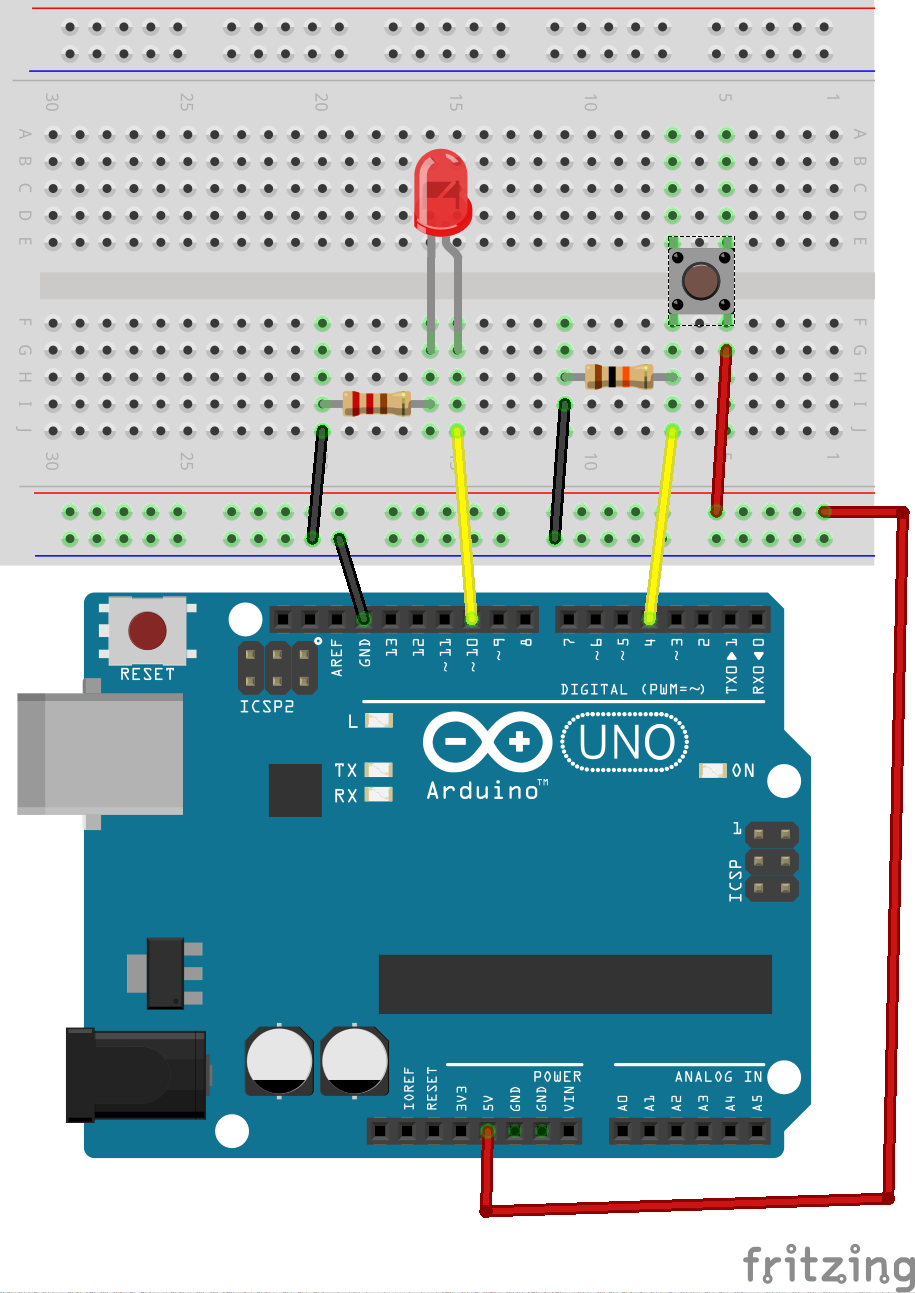 30 25 20 15 10 5 1
A A
B B
C C
D D
E E
F F
G G
H H
I I
J J
30 25 10 5 1
RESET
ICSP2
AREF
GND
13
12
~11
~10
~9
8
7
~6
~5
4
~3
2
TX0▶1
RX0◀0
DIGITAL (PWM=~)
L
TX
RX
Arduino™
UNO
ON
1
ICSP
POWER
ANALOG IN
IOREF
RESET
3V3
5V
GND
GND
VIN
A0
A1
A2
A3
A4
A5
fritzing